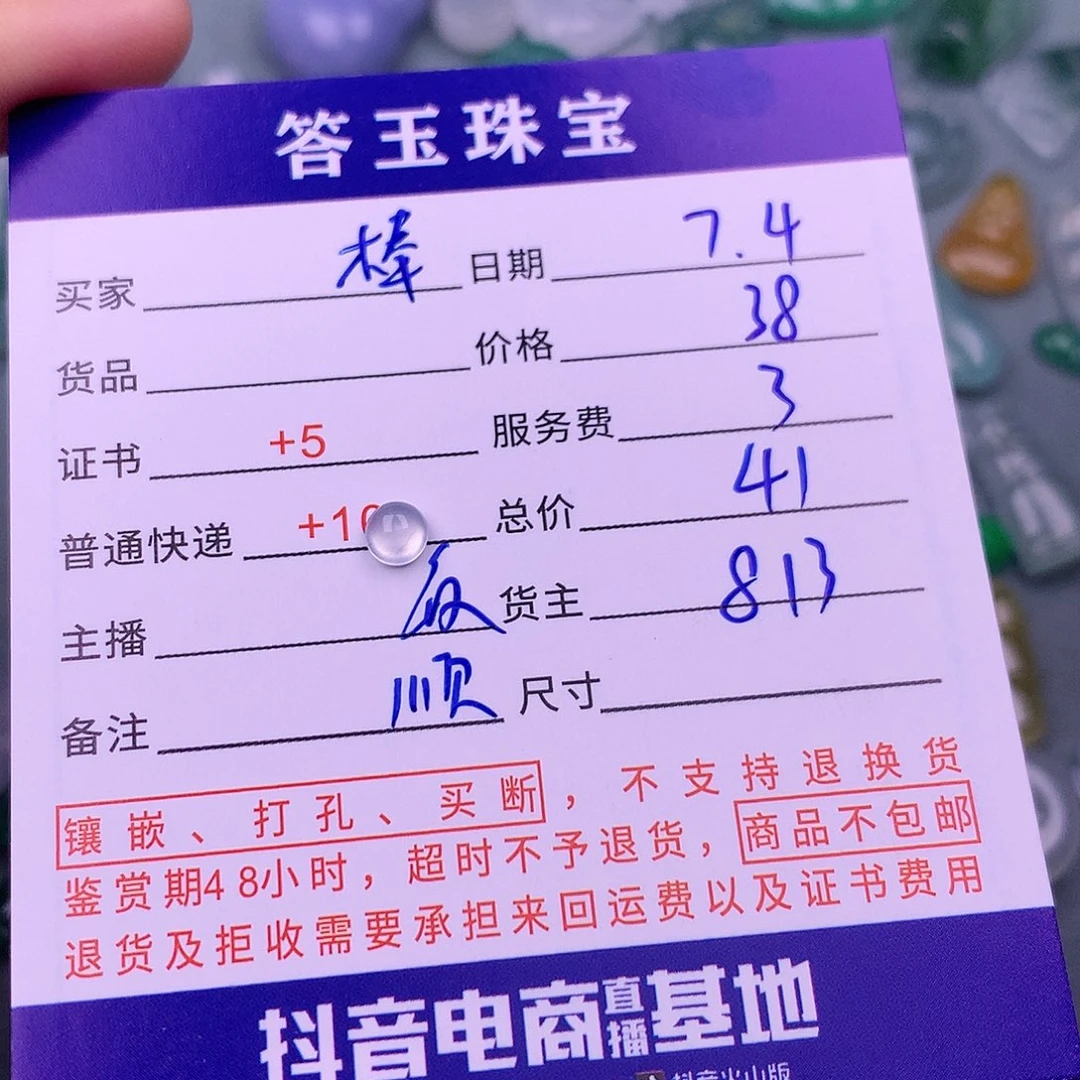 答玉珠宝
买家 棒 日期 7.4
货品 价格 38
证书 +5 服务费 3
普通快递 +10 总价 41
主播 货主 813
备注 顺 尺寸
镶嵌、打孔、买断，不支持退换货
鉴赏期48小时，超时不予退货，商品不包邮
退货及拒收需要承担来回运费以及证书费用
抖音电商直播基地
抖音火山版